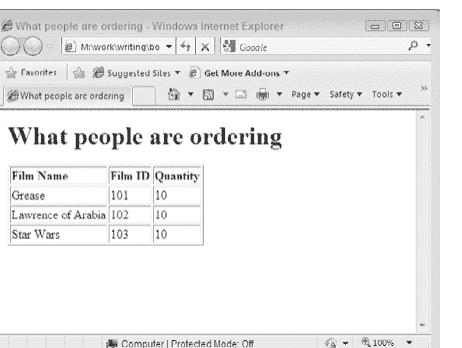 What people are ordering - Windows Internet Explorer
M:\work\writing\bo Google
Favorites Suggested Sites Get More Add-ons
What people are ordering Page Safety Tools
What people are ordering
Film Name Film ID Quantity
Grease 101 10
Lawrence of Arabia 102 10
Star Wars 103 10
Computer | Protected Mode: Off 100%